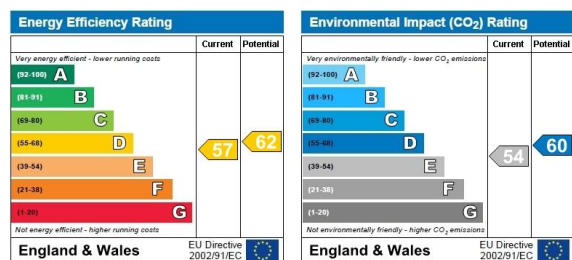 Energy Efficiency Rating
Current Potential
Very energy efficient - lower running costs
(92-100) A
(81-91) B
(69-80) C
(55-68) D
(39-54) E
(21-38) F
(1-20) G
57
62
Not energy efficient - higher running costs
England & Wales
EU Directive
2002/91/EC
Environmental Impact (CO₂) Rating
Current Potential
Very environmentally friendly - lower CO₂ emissions
(92-100) A
(81-91) B
(69-80) C
(55-68) D
(39-54) E
(21-38) F
(1-20) G
54
60
Not environmentally friendly - higher CO₂ emissions
England & Wales
EU Directive
2002/91/EC